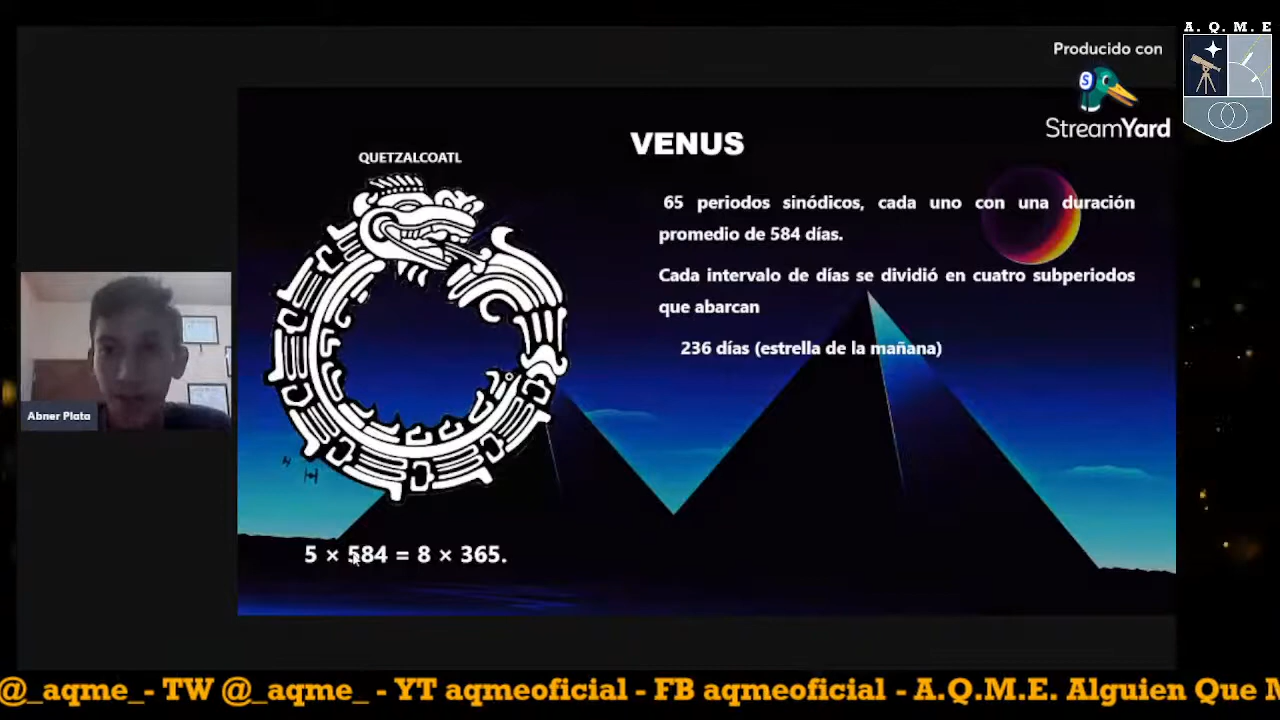 A. Q. M. E
Producido con
StreamYard
VENUS
QUETZALCOATL
65 periodos sinódicos, cada uno con una duración
promedio de 584 días.
Cada intervalo de días se dividió en cuatro subperiodos
que abarcan
236 días (estrella de la mañana)
Abner Plata
5 × 584 = 8 × 365.
@_aqme_- TW @_aqme_ - YT aqmeoficial - FB aqmeoficial - A.Q.M.E. Alguien Que